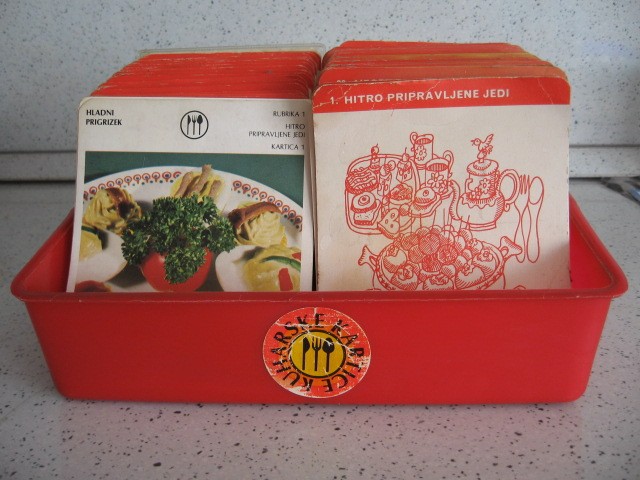 HLADNI
PRIGRIZEK
RUBRIKA 1
HITRO
PRIPRAVLJENE JEDI
KARTICA 1
1. HITRO PRIPRAVLJENE JEDI
KUHARSKE KARTICE